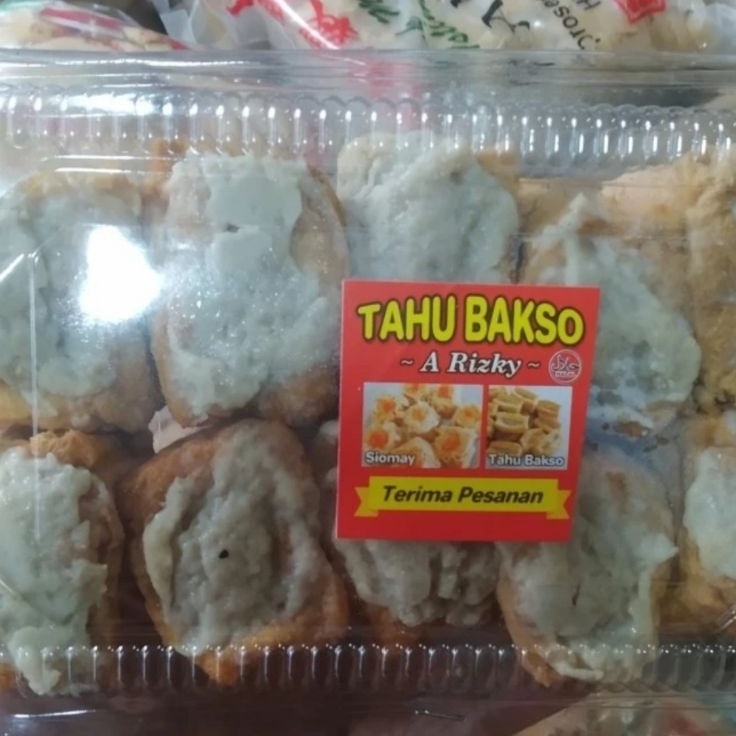 TAHU BAKSO
~ A Rizky ~
Siomay
Tahu Bakso
Terima Pesanan